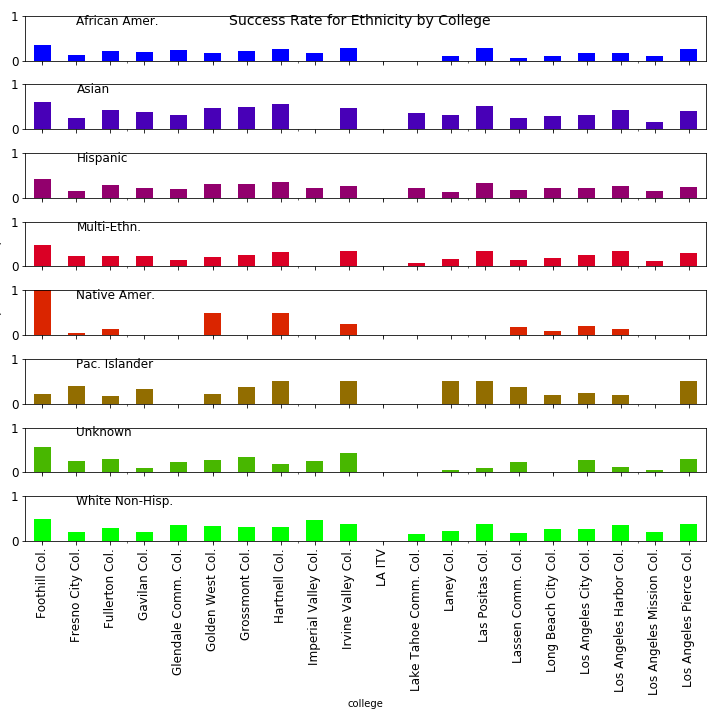 Success Rate for Ethnicity by College
African Amer.
1
0
Asian
1
0
Hispanic
1
0
Multi-Ethn.
1
0
Native Amer.
1
0
Pac. Islander
1
0
Unknown
1
0
White Non-Hisp.
1
0
Foothill Col.
Fresno City Col.
Fullerton Col.
Gavilan Col.
Glendale Comm. Col.
Golden West Col.
Grossmont Col.
Hartnell Col.
Imperial Valley Col.
Irvine Valley Col.
LA ITV
Lake Tahoe Comm. Col.
Laney Col.
Las Positas Col.
Lassen Comm. Col.
Long Beach City Col.
Los Angeles City Col.
Los Angeles Harbor Col.
Los Angeles Mission Col.
Los Angeles Pierce Col.
college